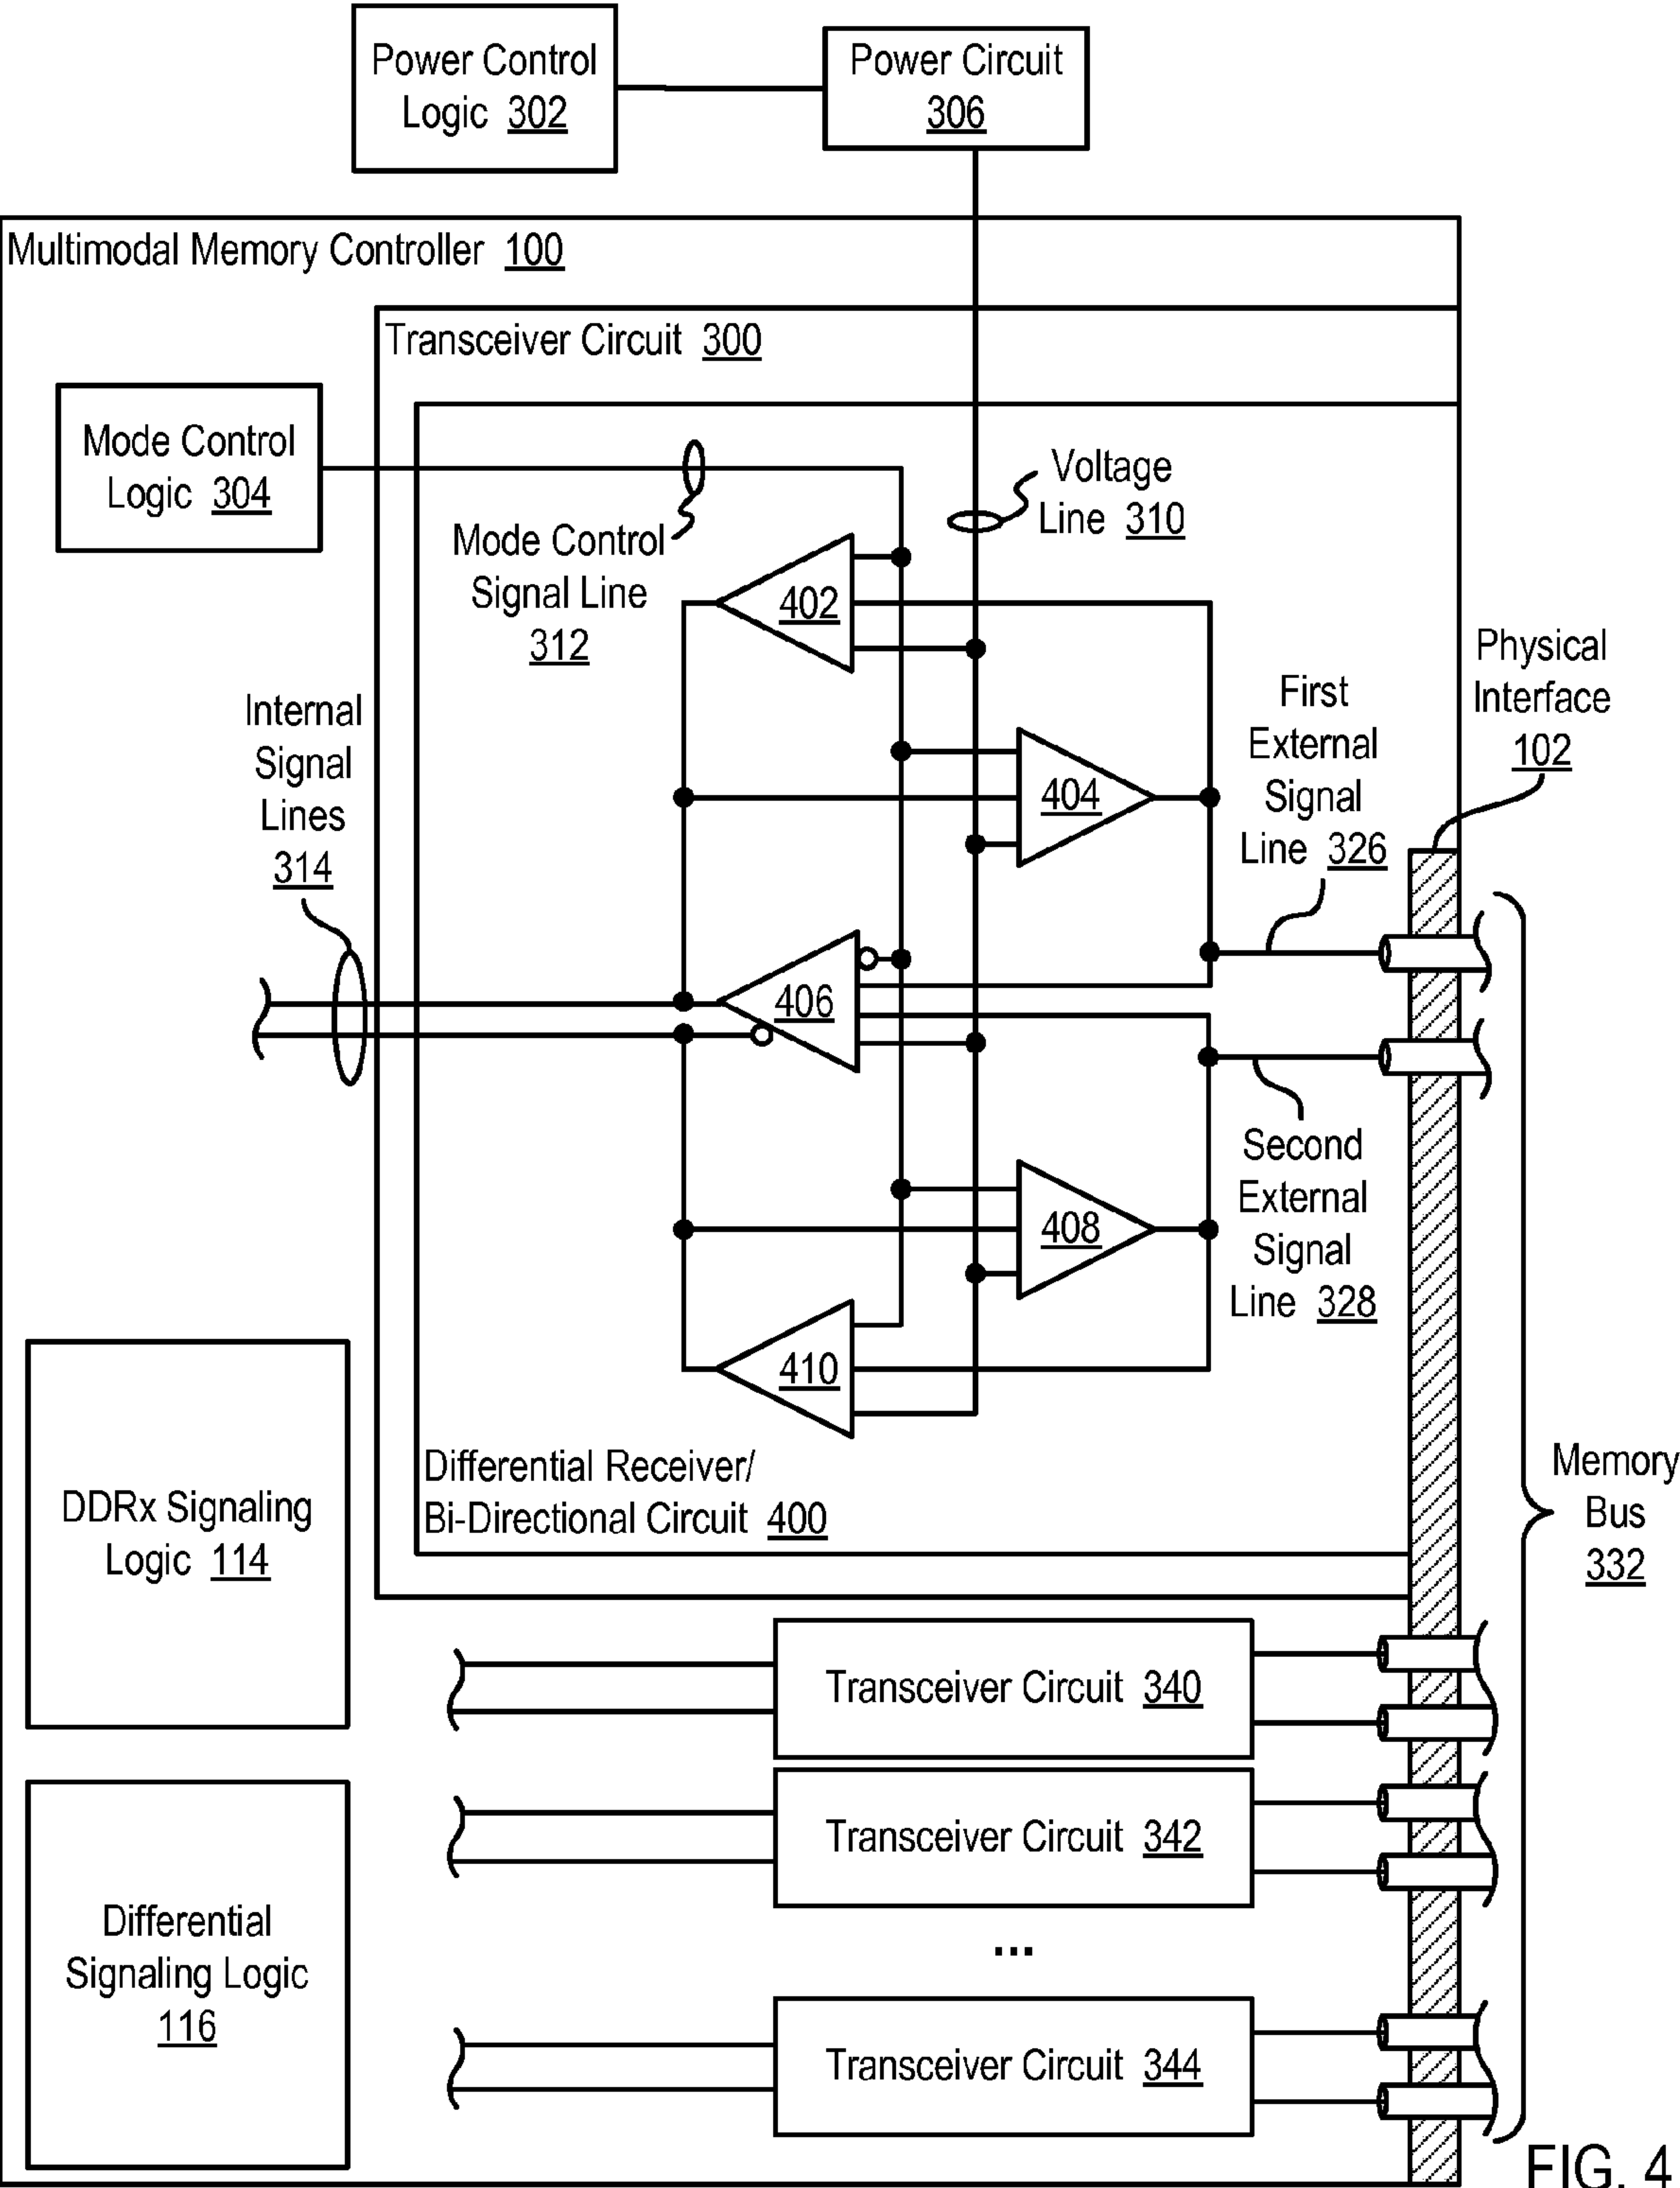 Power Control
Logic 302
Power Circuit
306
Multimodal Memory Controller 100
Transceiver Circuit 300
Mode Control
Logic 304
Mode Control
Signal Line
312
Voltage
Line 310
402
404
406
408
410
Internal
Signal
Lines
314
First
External
Signal
Line 326
Physical
Interface
102
Second
External
Signal
Line 328
Differential Receiver/
Bi-Directional Circuit 400
Memory
Bus
332
DDRx Signaling
Logic 114
Differential
Signaling Logic
116
Transceiver Circuit 340
Transceiver Circuit 342
...
Transceiver Circuit 344
FIG. 4